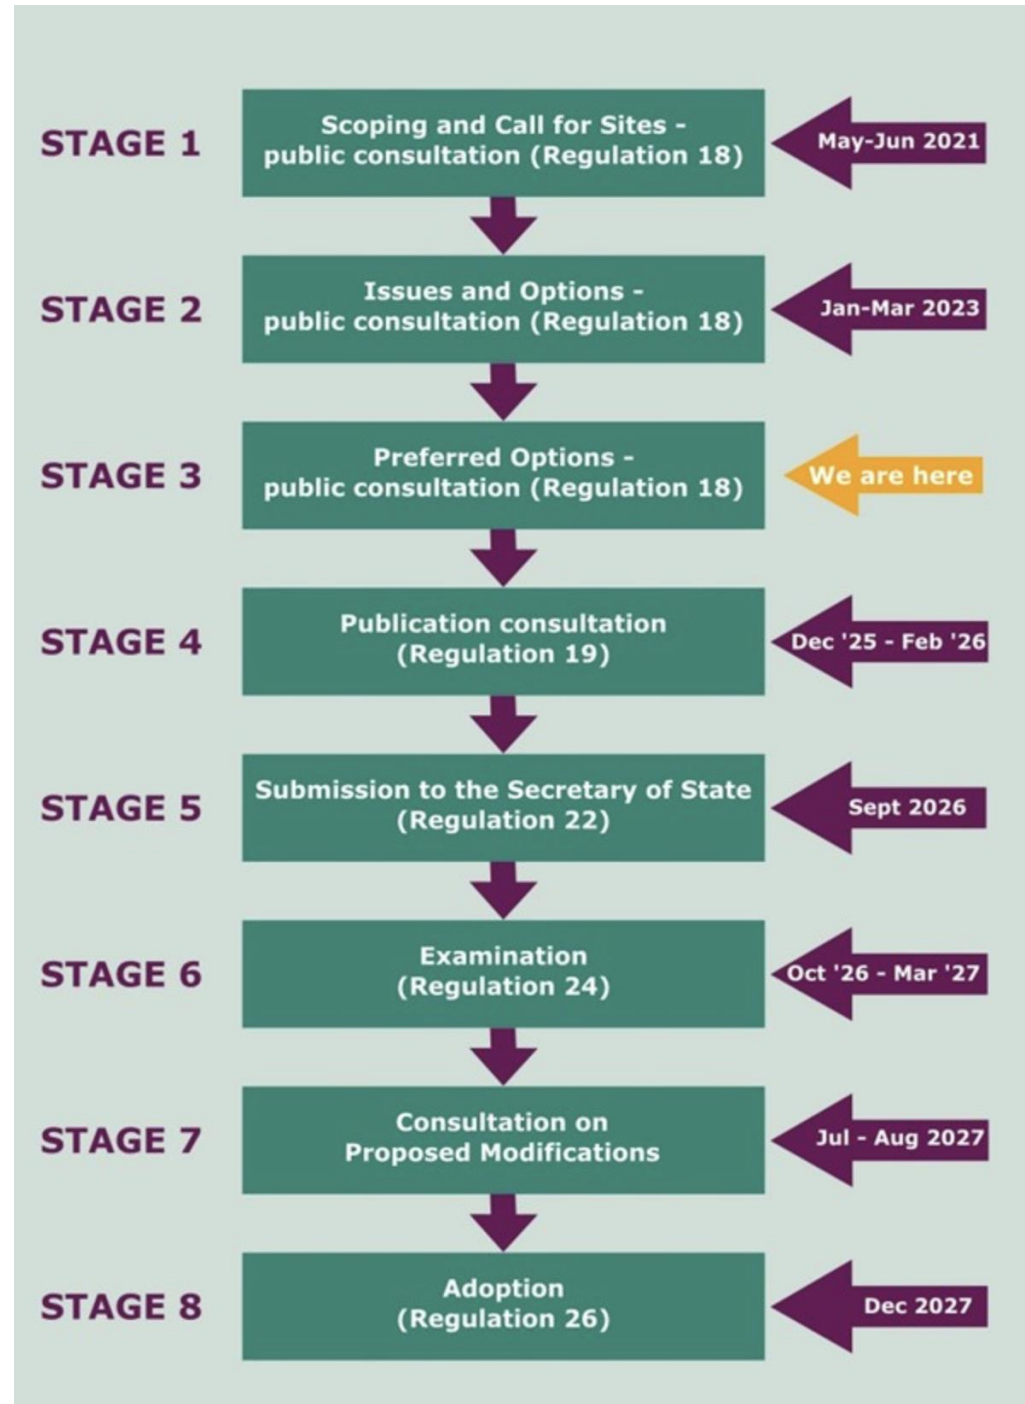 STAGE 1
Scoping and Call for Sites -
public consultation (Regulation 18)
May-Jun 2021
STAGE 2
Issues and Options -
public consultation (Regulation 18)
Jan-Mar 2023
STAGE 3
Preferred Options -
public consultation (Regulation 18)
We are here
STAGE 4
Publication consultation
(Regulation 19)
Dec '25 - Feb '26
STAGE 5
Submission to the Secretary of State
(Regulation 22)
Sept 2026
STAGE 6
Examination
(Regulation 24)
Oct '26 - Mar '27
STAGE 7
Consultation on
Proposed Modifications
Jul - Aug 2027
STAGE 8
Adoption
(Regulation 26)
Dec 2027